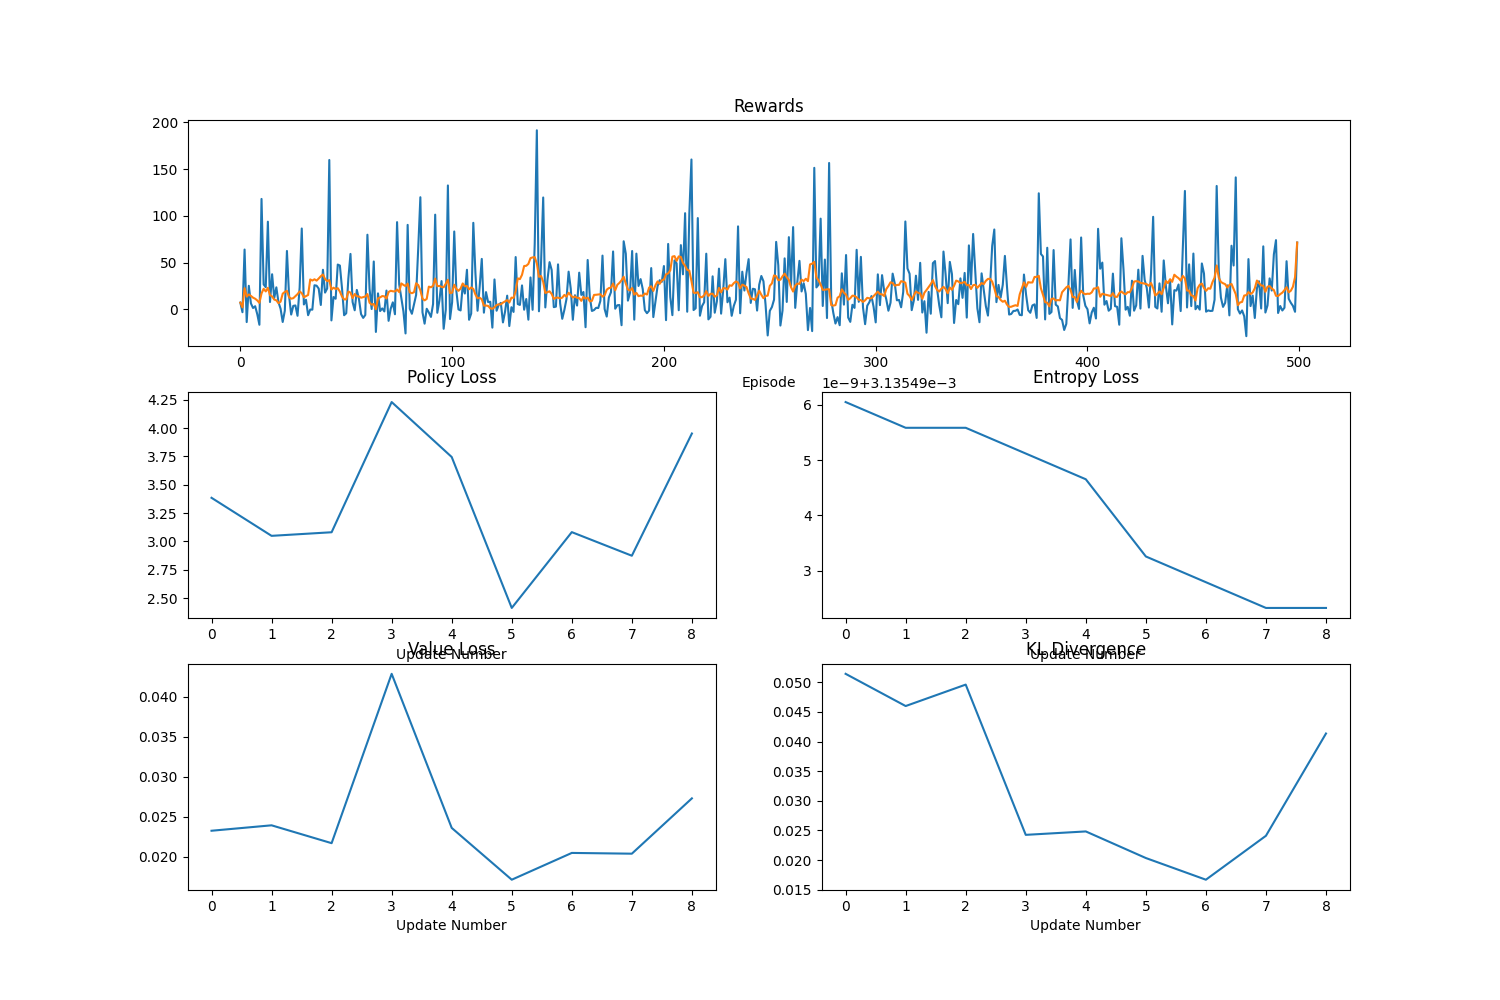 Rewards
200
150
100
50
0
0 100 200 300 400 500
Episode
Policy Loss
4.25
4.00
3.75
3.50
3.25
3.00
2.75
2.50
0 1 2 3 4 5 6 7 8
Update Number
1e-9+3.13549e-3
Entropy Loss
6
5
4
3
0 1 2 3 4 5 6 7 8
Update Number
Value Loss
0.040
0.035
0.030
0.025
0.020
0 1 2 3 4 5 6 7 8
Update Number
KL Divergence
0.050
0.045
0.040
0.035
0.030
0.025
0.020
0.015
0 1 2 3 4 5 6 7 8
Update Number